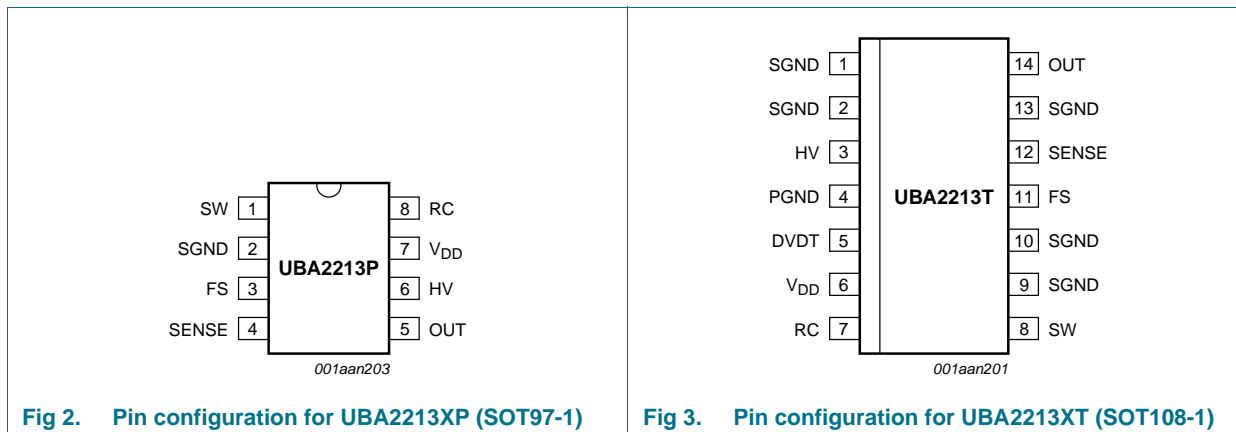 SW 1
SGND 2
FS 3
SENSE 4
UBA2213P
8 RC
7 VDD
6 HV
5 OUT
001aan203
Fig 2. Pin configuration for UBA2213XP (SOT97-1)
SGND 1
SGND 2
HV 3
PGND 4
DVDT 5
VDD 6
RC 7
UBA2213T
14 OUT
13 SGND
12 SENSE
11 FS
10 SGND
9 SGND
8 SW
001aan201
Fig 3. Pin configuration for UBA2213XT (SOT108-1)